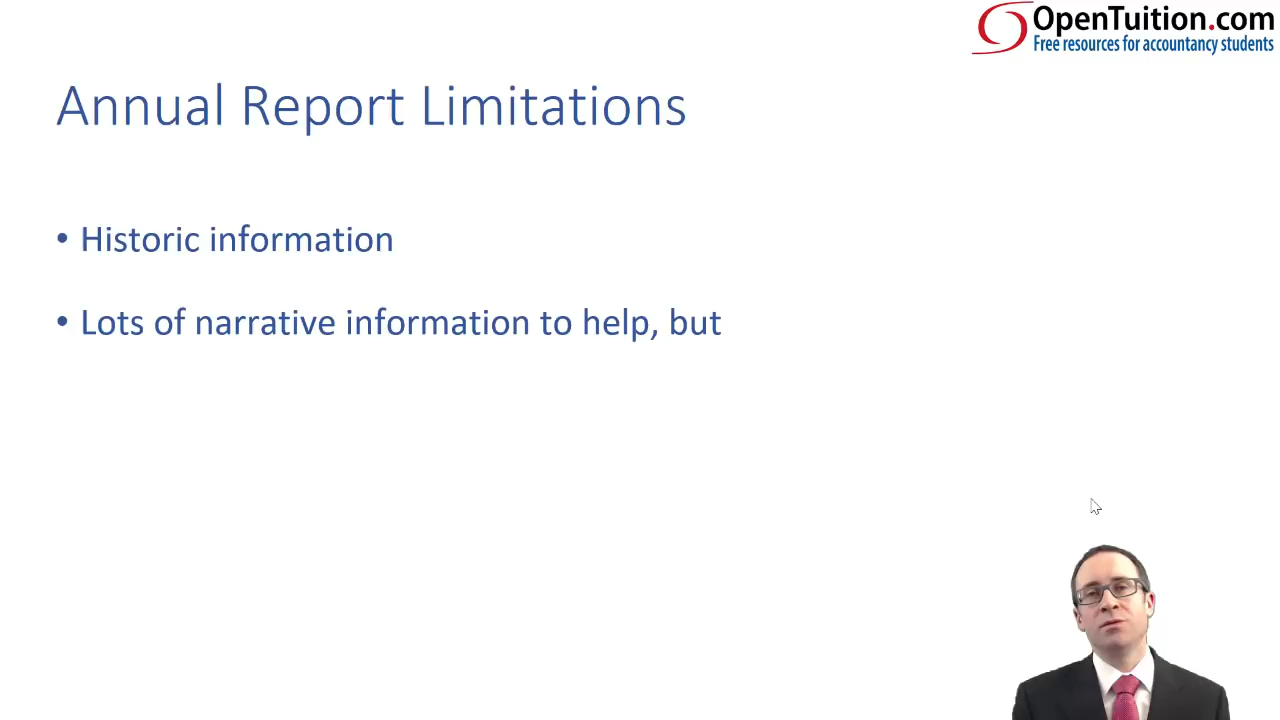 OpenTuition.com
Free resources for accountancy students
Annual Report Limitations
• Historic information
• Lots of narrative information to help, but